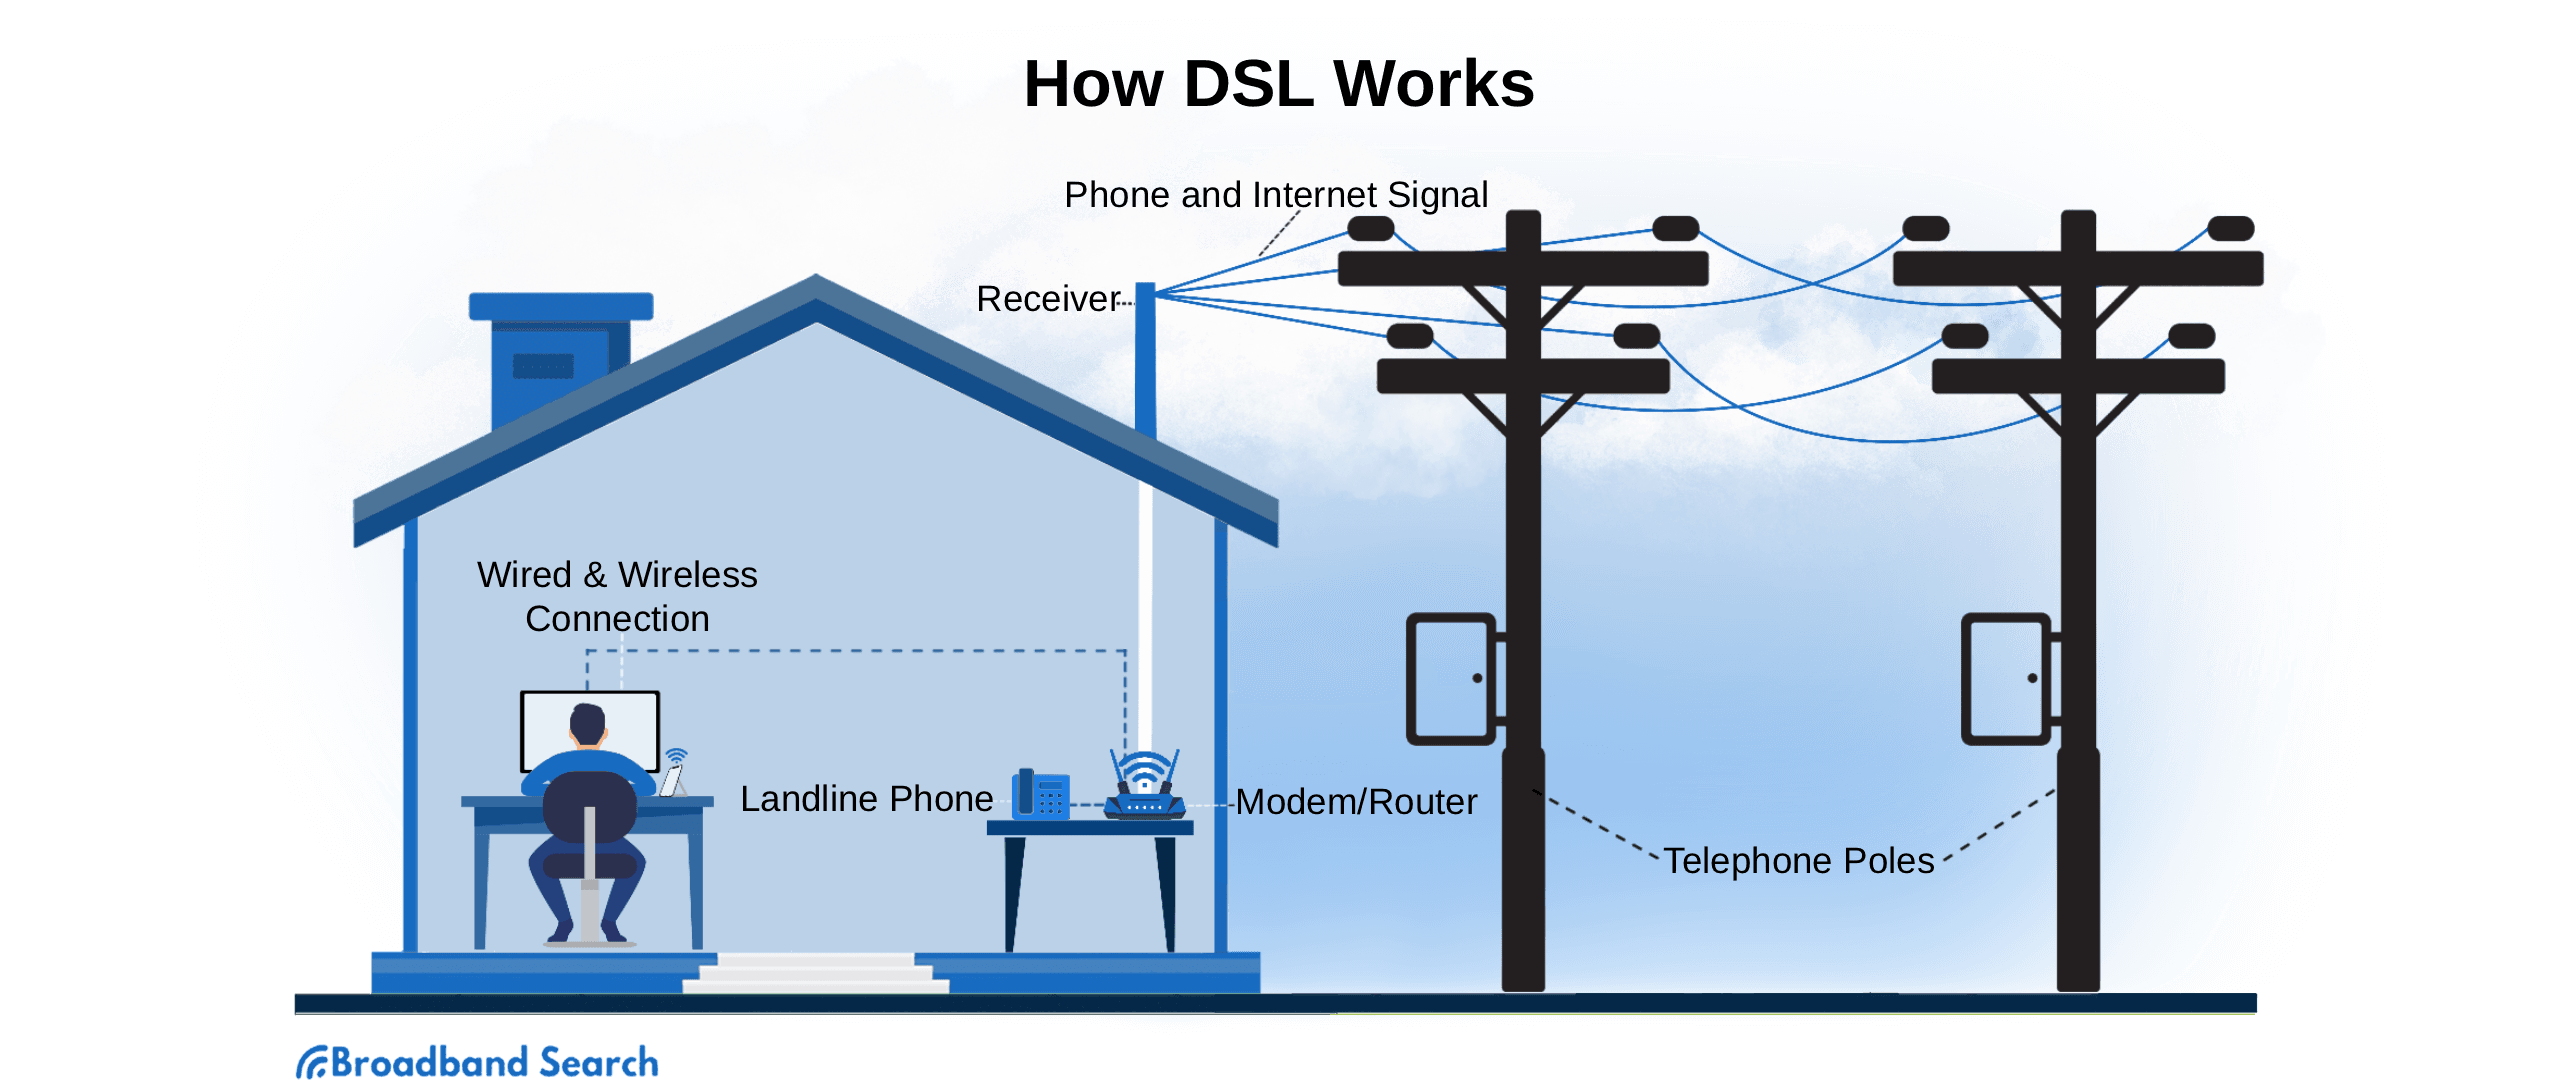 How DSL Works
Phone and Internet Signal
Receiver
Wired & Wireless
Connection
Landline Phone
Modem/Router
Telephone Poles
Broadband Search